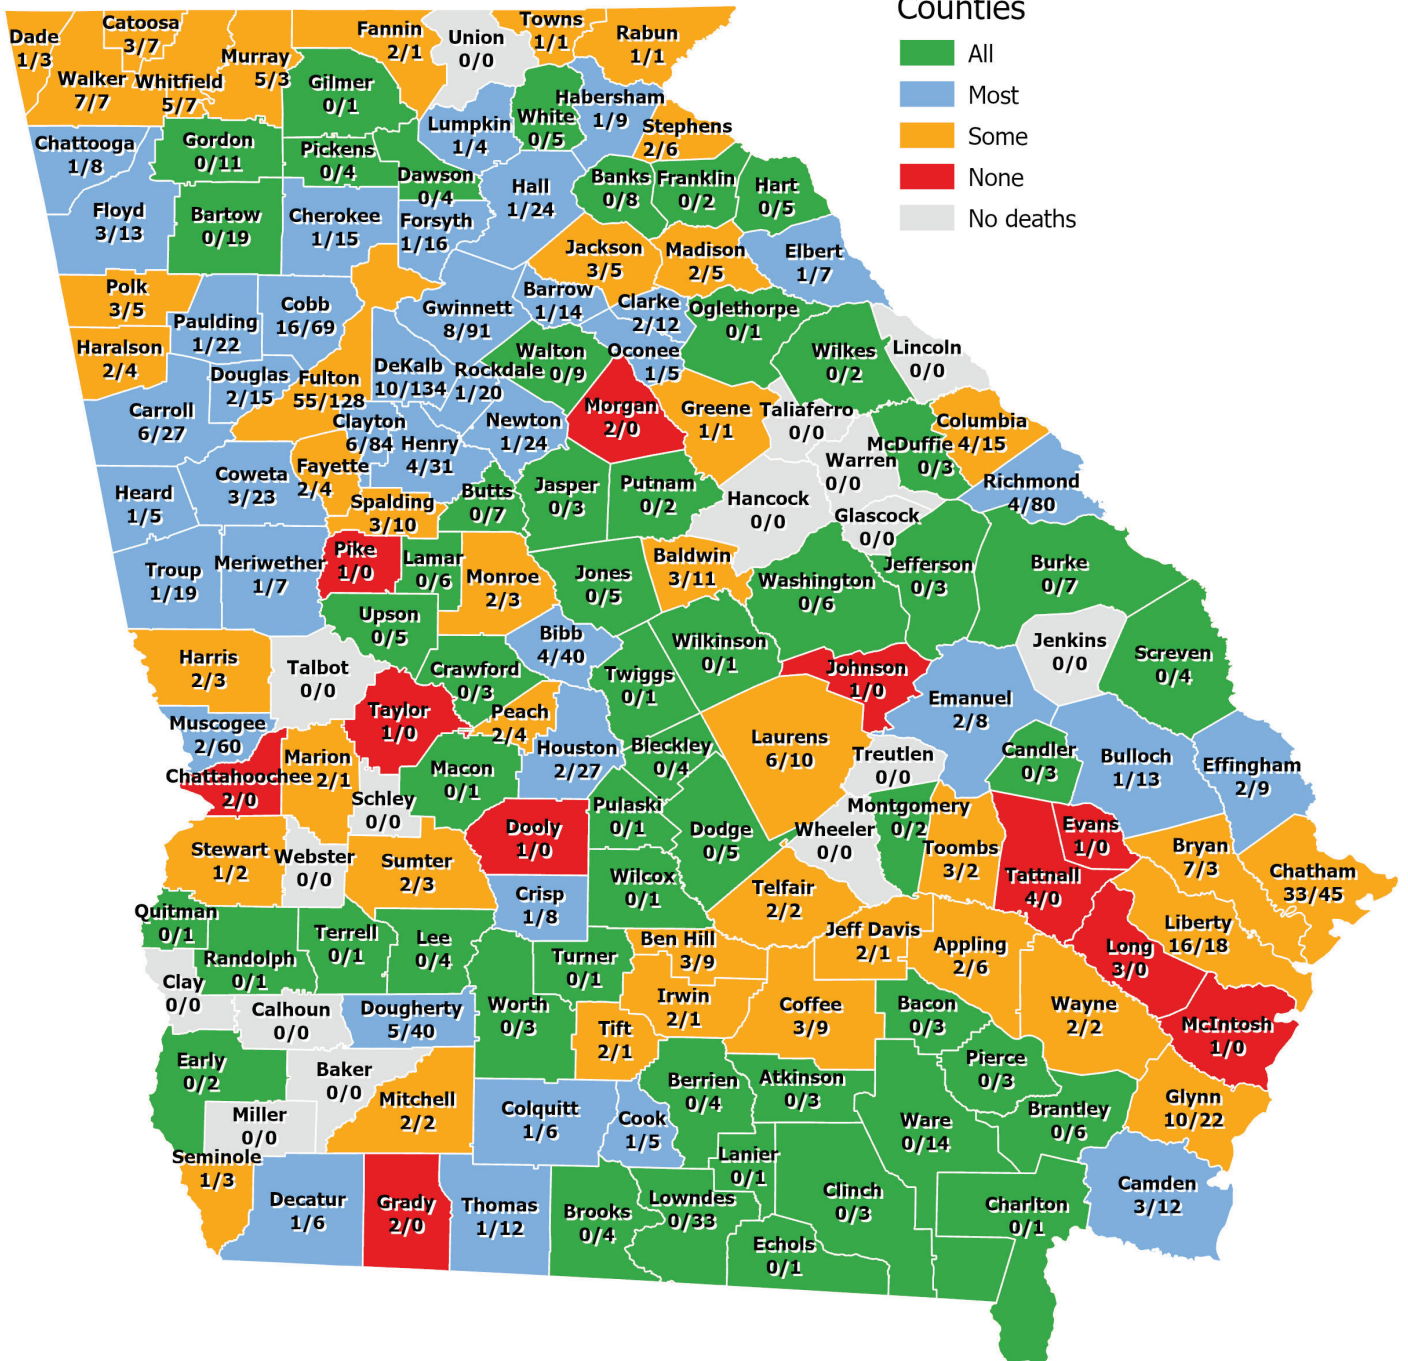 Counties
All
Most
Some
None
No deaths
Dade
1/3
Catoosa
3/7
Walker
7/7
Whitfield
5/7
Murray
5/3
Fannin
2/1
Gilmer
0/1
Union
0/0
Towns
1/1
Rabun
1/1
White
0/5
Habersham
1/9
Lumpkin
1/4
Stephens
2/6
Chattooga
1/8
Gordon
0/11
Pickens
0/4
Dawson
0/4
Hall
1/24
Banks
0/8
Franklin
0/2
Hart
0/5
Floyd
3/13
Bartow
0/19
Cherokee
1/15
Forsyth
1/16
Jackson
3/5
Madison
2/5
Elbert
1/7
Polk
3/5
Paulding
1/22
Cobb
16/69
Gwinnett
8/91
Barrow
1/14
Clarke
2/12
Oglethorpe
0/1
Wilkes
0/2
Lincoln
0/0
Haralson
2/4
Douglas
2/15
Fulton
55/128
DeKalb
10/134
Rockdale
1/20
Walton
0/9
Oconee
1/5
Morgan
2/0
Greene
1/1
Taliaferro
0/0
McDuffie
0/3
Columbia
4/15
Carroll
6/27
Clayton
6/84
Henry
4/31
Newton
1/24
Warren
0/0
Richmond
4/80
Heard
1/5
Coweta
3/23
Fayette
2/4
Spalding
3/10
Butts
0/7
Jasper
0/3
Putnam
0/2
Hancock
0/0
Glascock
0/0
Troup
1/19
Meriwether
1/7
Pike
1/0
Lamar
0/6
Monroe
2/3
Jones
0/5
Baldwin
3/11
Washington
0/6
Jefferson
0/3
Burke
0/7
Upson
0/5
Bibb
4/40
Wilkinson
0/1
Jenkins
0/0
Screven
0/4
Harris
2/3
Talbot
0/0
Crawford
0/3
Twiggs
0/1
Johnson
1/0
Emanuel
2/8
Muscogee
2/60
Taylor
1/0
Peach
2/4
Houston
2/27
Bleckley
0/4
Laurens
6/10
Treutlen
0/0
Candler
0/3
Bulloch
1/13
Effingham
2/9
Chattahoochee
2/0
Marion
2/1
Schley
0/0
Macon
0/1
Dooly
1/0
Pulaski
0/1
Dodge
0/5
Wheeler
0/0
Montgomery
0/2
Toombs
3/2
Tattnall
4/0
Evans
1/0
Bryan
7/3
Chatham
33/45
Stewart
1/2
Webster
0/0
Sumter
2/3
Crisp
1/8
Wilcox
0/1
Telfair
2/2
Jeff Davis
2/1
Appling
2/6
Long
3/0
Liberty
16/18
Quitman
0/1
Randolph
0/1
Terrell
0/1
Lee
0/4
Turner
0/1
Ben Hill
3/9
Clay
0/0
Calhoun
0/0
Dougherty
5/40
Worth
0/3
Tift
2/1
Irwin
2/1
Coffee
3/9
Bacon
0/3
Wayne
2/2
McIntosh
1/0
Early
0/2
Baker
0/0
Mitchell
2/2
Miller
0/0
Colquitt
1/6
Cook
1/5
Berrien
0/4
Atkinson
0/3
Pierce
0/3
Ware
0/14
Brantley
0/6
Glynn
10/22
Seminole
1/3
Decatur
1/6
Grady
2/0
Thomas
1/12
Brooks
0/4
Lowndes
0/33
Lanier
0/1
Echols
0/1
Clinch
0/3
Charlton
0/1
Camden
3/12